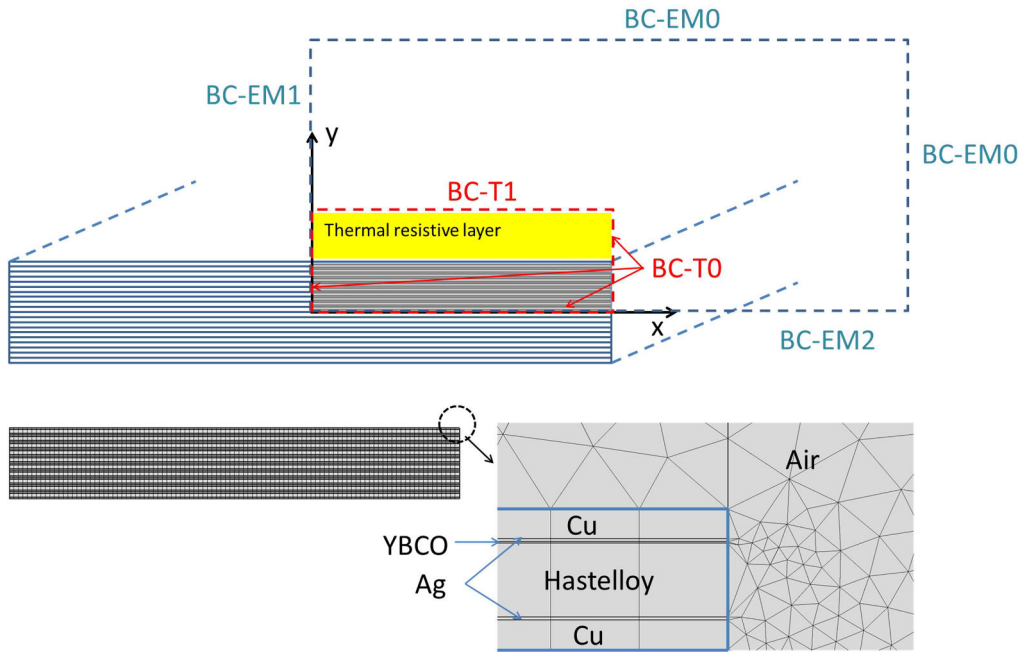 BC-EM0
BC-EM1
y
BC-EM0
BC-T1
Thermal resistive layer
BC-T0
x
BC-EM2
Air
Cu
YBCO
Hastelloy
Ag
Cu